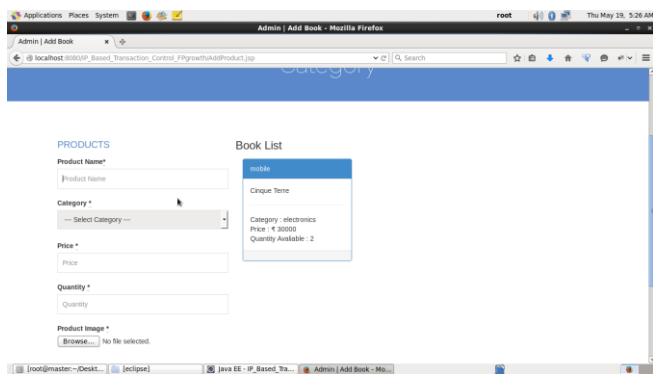 Applications Places System
root
Thu May 19, 5:26 AM
Admin | Add Book - Mozilla Firefox
Admin | Add Book
localhost:8080/IP_Based_Transaction_Control_FPgrowth/AddProduct.jsp
Search
Category
PRODUCTS
Product Name*
Product Name
Category *
--- Select Category ---
Price *
Price
Quantity *
Quantity
Product Image *
Browse... No file selected.
Book List
mobile
Cinque Terre
Category : electronics
Price : ₹ 30000
Quantity Avaliable : 2
[root@master:~/Deskt...
[eclipse]
Java EE - IP_Based_Tra...
Admin | Add Book - Mo...